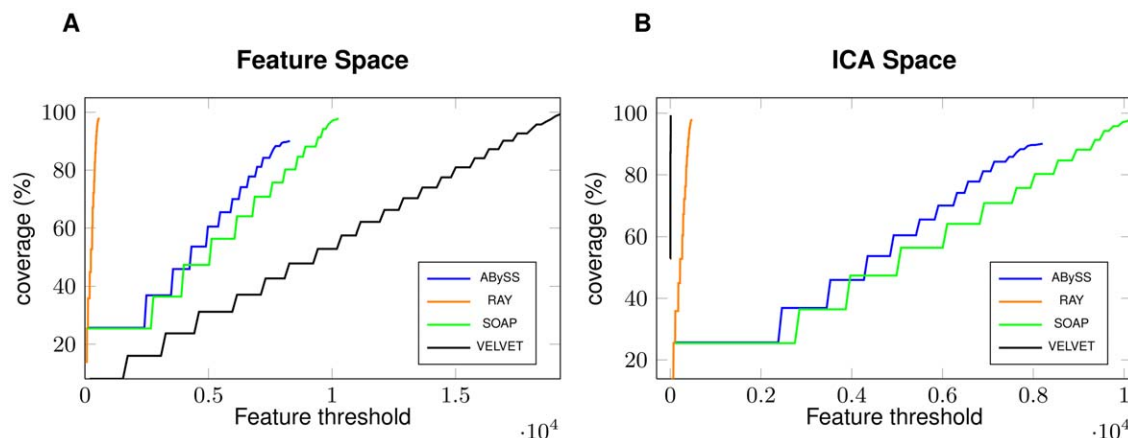 A
Feature Space
100
80
60
40
20
coverage (%)
ABySS
RAY
SOAP
VELVET
0 0.5 1 1.5
Feature threshold
·10⁴
B
ICA Space
100
80
60
40
20
coverage (%)
ABySS
RAY
SOAP
VELVET
0 0.2 0.4 0.6 0.8 1
Feature threshold
·10⁴